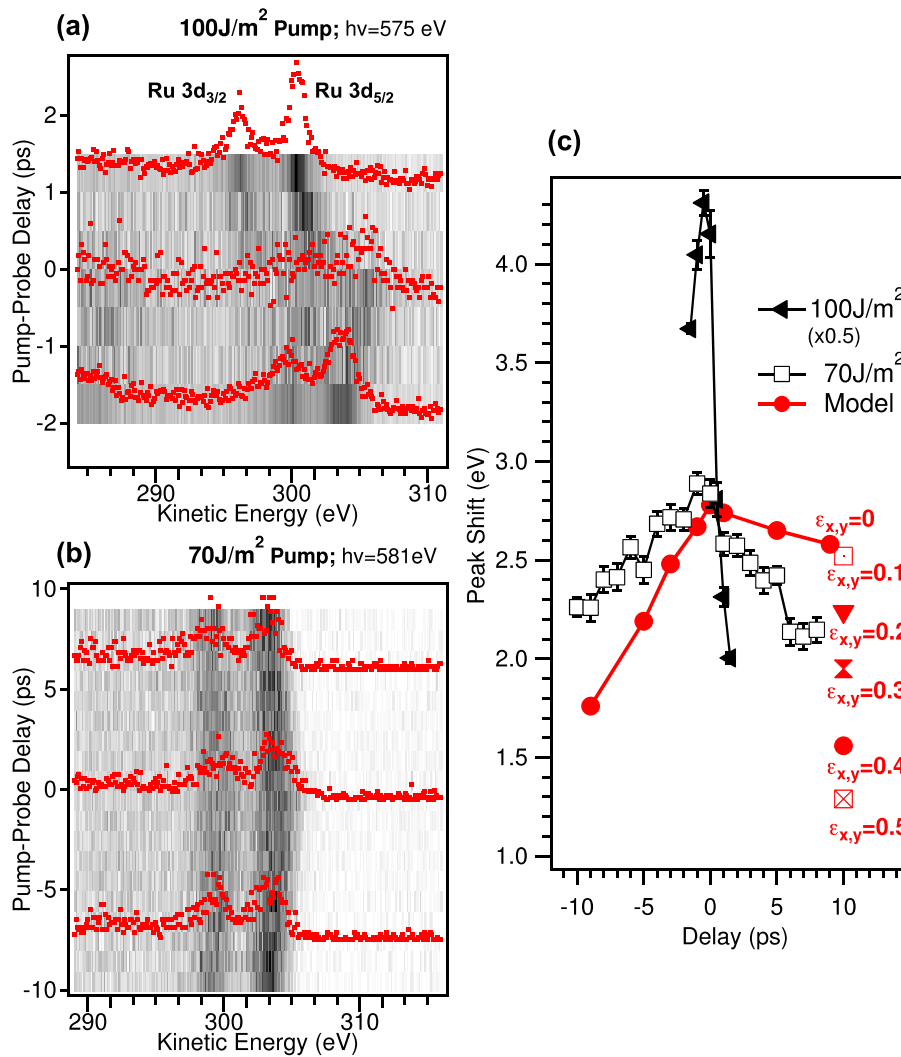 (a) 100J/m² Pump; hν=575 eV
Ru 3d3/2
Ru 3d5/2
Pump-Probe Delay (ps)
2
1
0
-1
-2
290 300 310
Kinetic Energy (eV)
(b) 70J/m² Pump; hν=581eV
Pump-Probe Delay (ps)
10
5
0
-5
-10
290 300 310
Kinetic Energy (eV)
(c)
Peak Shift (eV)
4.0
3.5
3.0
2.5
2.0
1.5
1.0
100J/m²
(x0.5)
70J/m²
Model
εx,y=0
εx,y=0.1
εx,y=0.2
εx,y=0.3
εx,y=0.4
εx,y=0.5
-10 -5 0 5 10
Delay (ps)